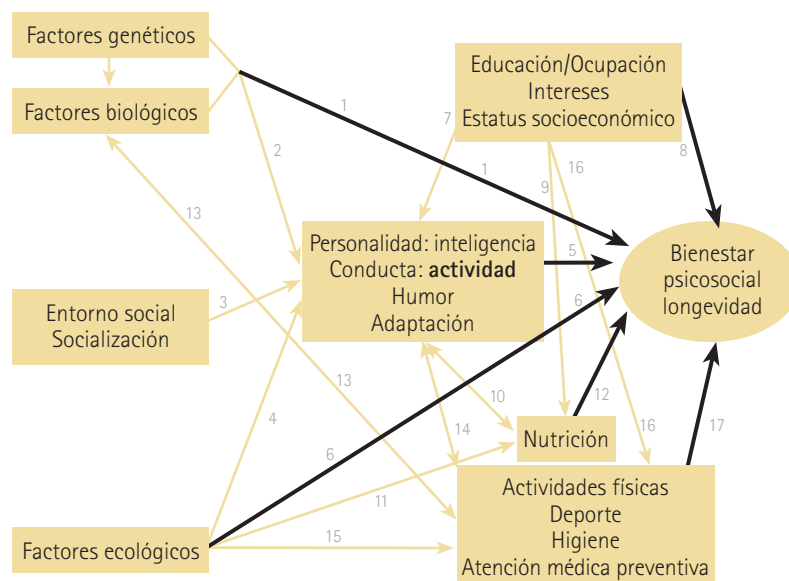 Factores genéticos
Factores biológicos
Educación/Ocupación
Intereses
Estatus socioeconómico
1
7
2
1
16
8
9
13
Personalidad: inteligencia
Conducta: actividad
Humor
Adaptación
5
Bienestar
psicosocial
longevidad
Entorno social
Socialización
3
6
13
10
12
4
14
16
17
Nutrición
6
11
15
Actividades físicas
Deporte
Higiene
Atención médica preventiva
Factores ecológicos